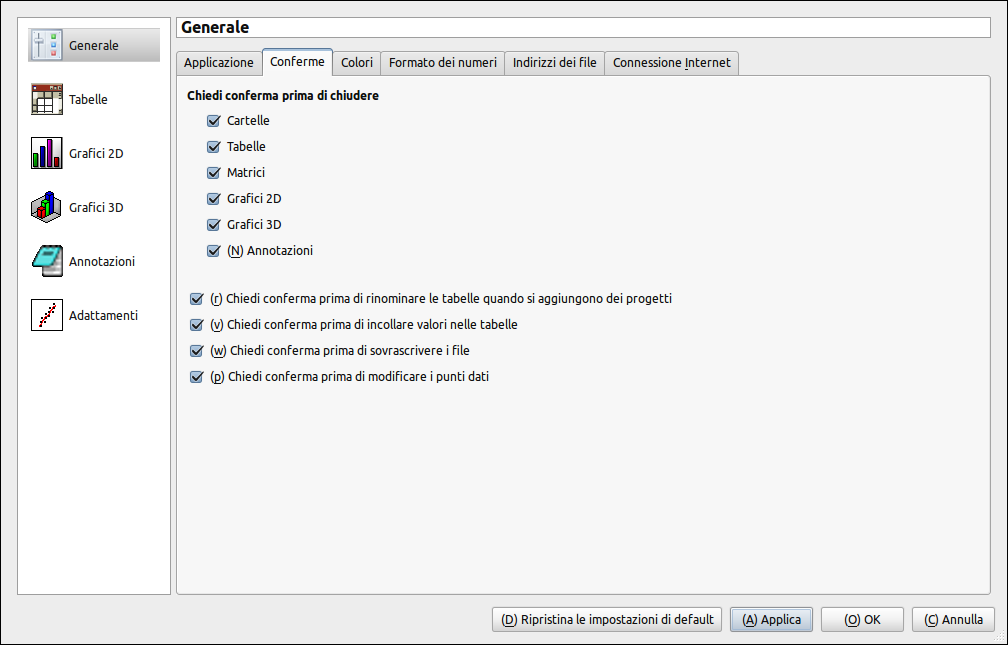 Generale
Tabelle
Grafici 2D
Grafici 3D
Annotazioni
Adattamenti
Generale
Applicazione Conferme Colori Formato dei numeri Indirizzi dei file Connessione Internet
Chiedi conferma prima di chiudere
Cartelle
Tabelle
Matrici
Grafici 2D
Grafici 3D
(N) Annotazioni
(r) Chiedi conferma prima di rinominare le tabelle quando si aggiungono dei progetti
(v) Chiedi conferma prima di incollare valori nelle tabelle
(w) Chiedi conferma prima di sovrascrivere i file
(p) Chiedi conferma prima di modificare i punti dati
(D) Ripristina le impostazioni di default (A) Applica (O) OK (C) Annulla